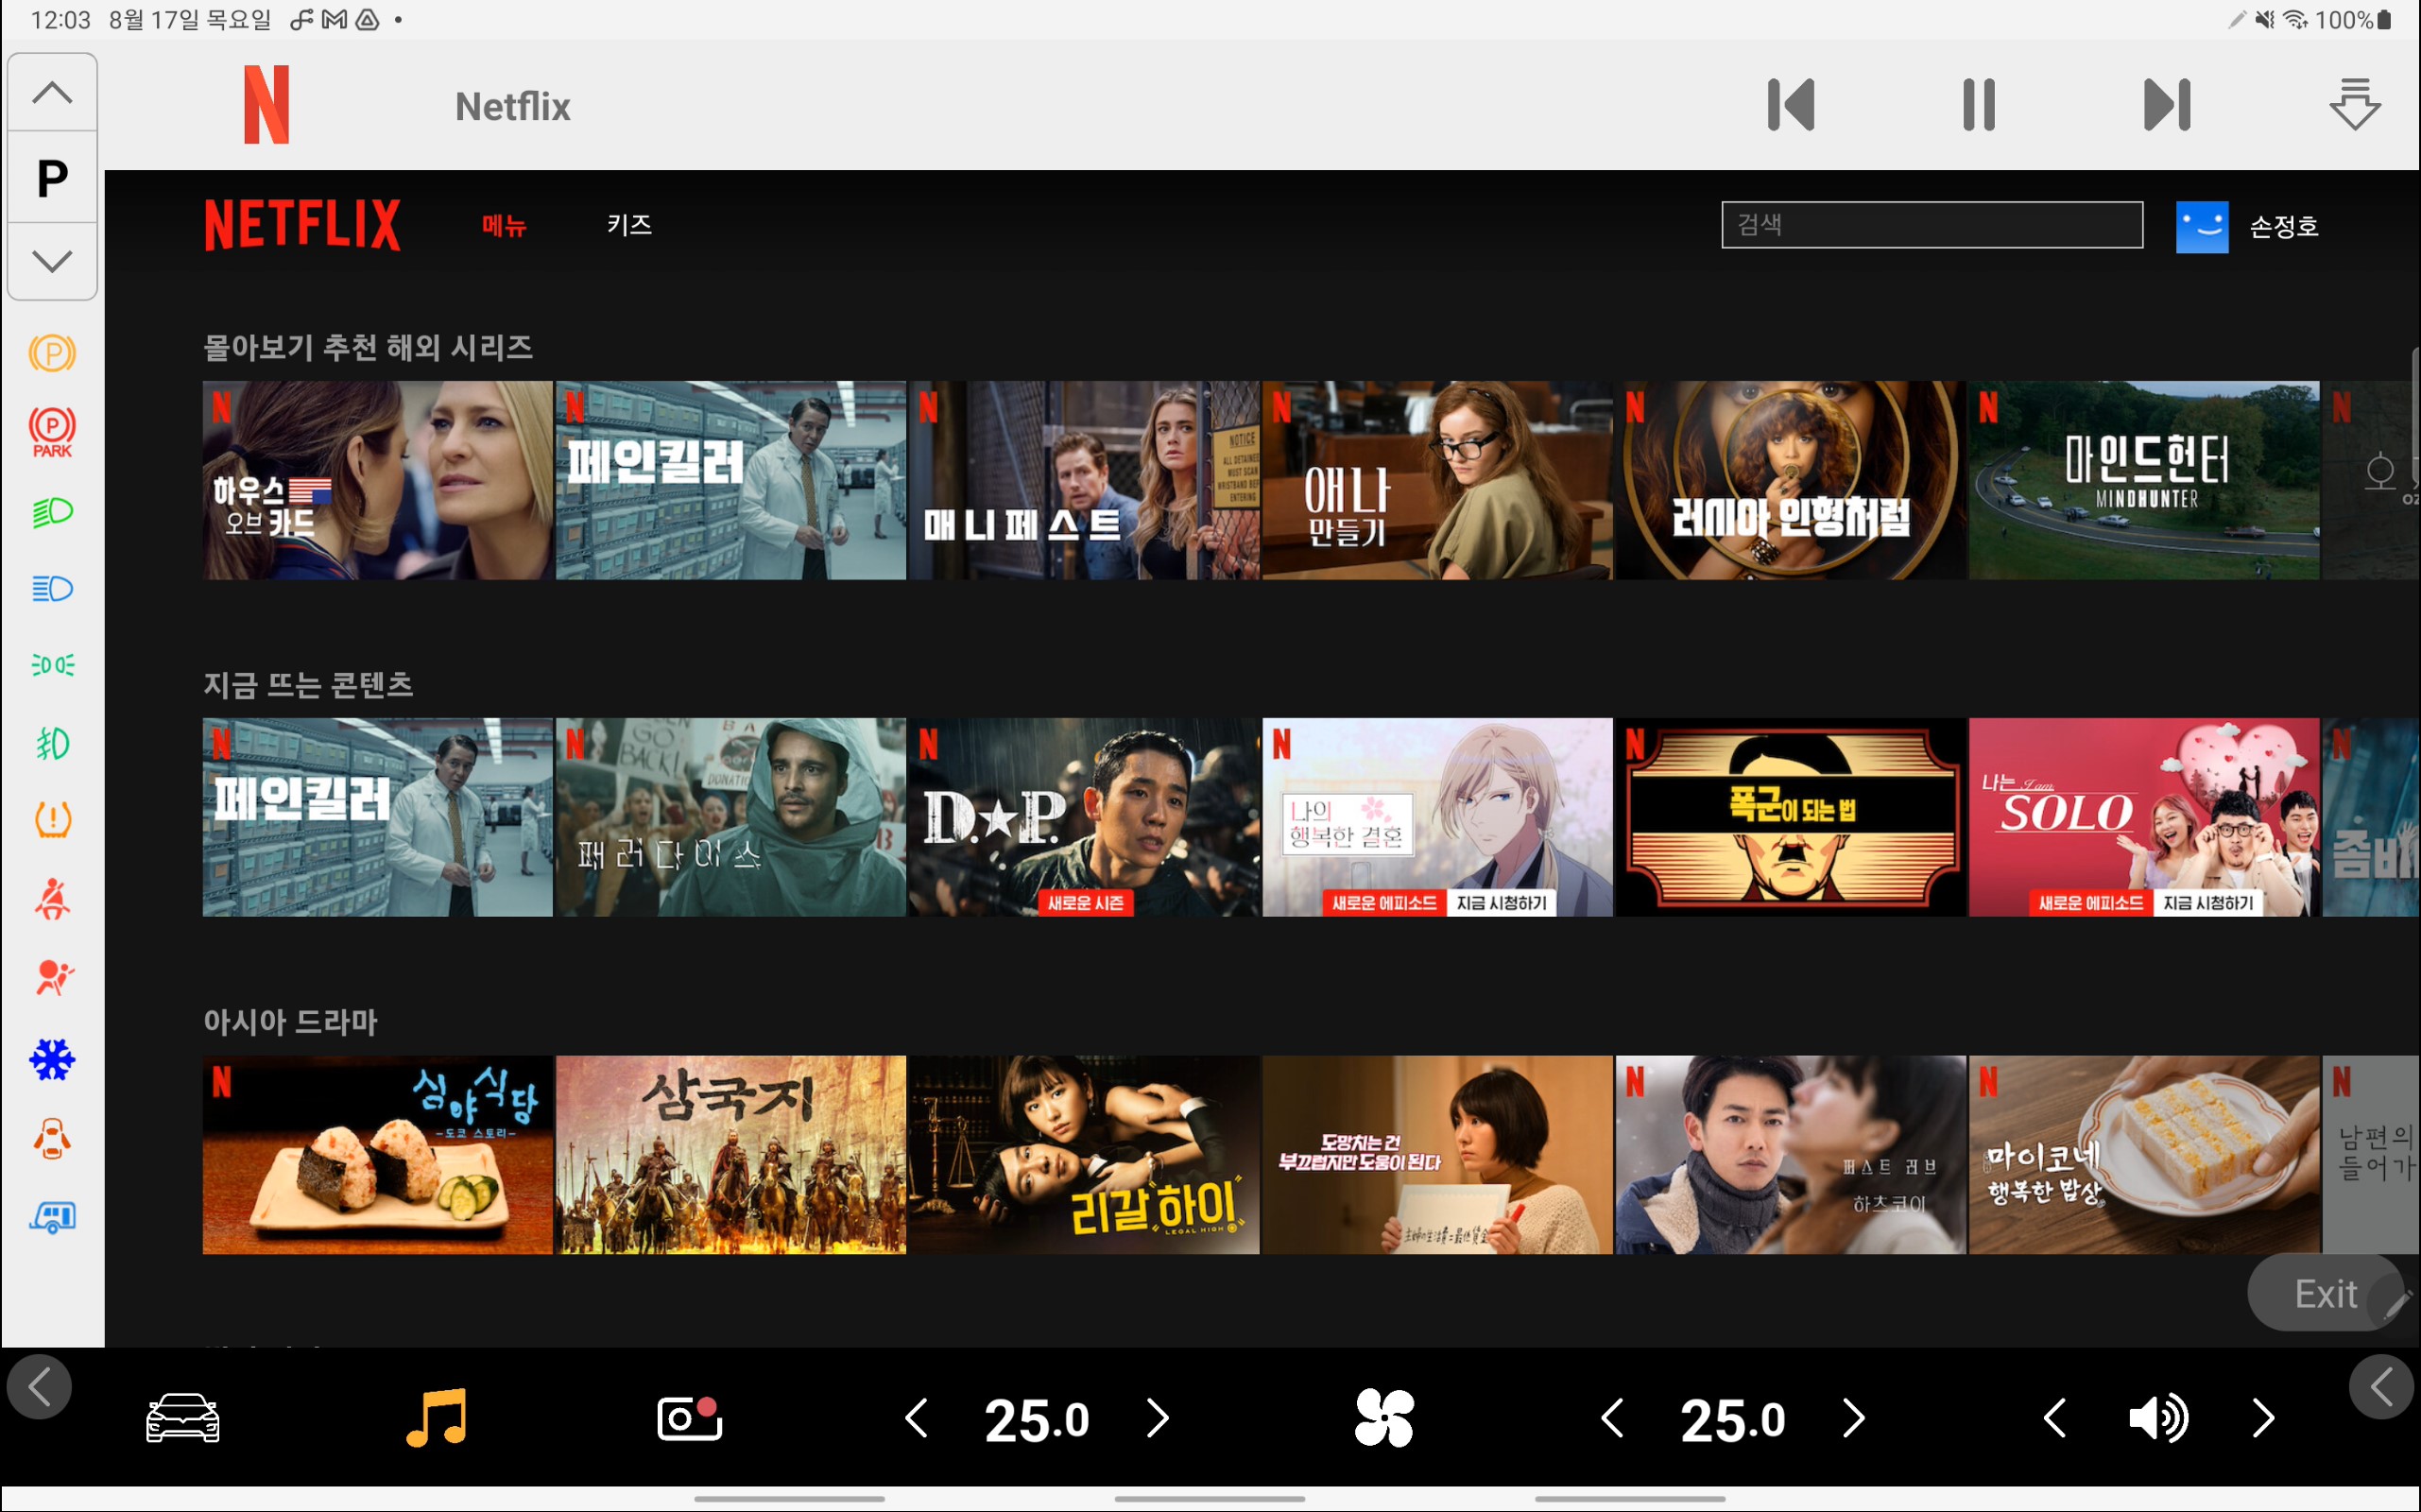 12:03 8월 17일 목요일
100%
Netflix
P
NETFLIX 메뉴 키즈
검색
손정호
P
P
PARK
몰아보기 추천 해외 시리즈
하우스
오브 카드
페인킬러
매니페스트
NOTICE
ALL DETAINEES
MUST SCAN
WRISTBAND BEFORE
ENTERING
애나
만들기
러시아 인형처럼
마인드헌터
MINDHUNTER
지금 뜨는 콘텐츠
페인킬러
GO
BACK!
패러다이스
D.★P.
새로운 시즌
나의
행복한 결혼
새로운 에피소드 지금 시청하기
폭군이 되는 법
나는 I am
SOLO
새로운 에피소드 지금 시청하기
좀비
아시아 드라마
심야식당
-도쿄 스토리-
삼국지
리갈 하이
LEGAL HIGH
도망치는 건
부끄럽지만 도움이 된다
퍼스트 러브
하츠코이
마이코네
행복한 밥상
남편의
들어가
Exit
25.0
25.0